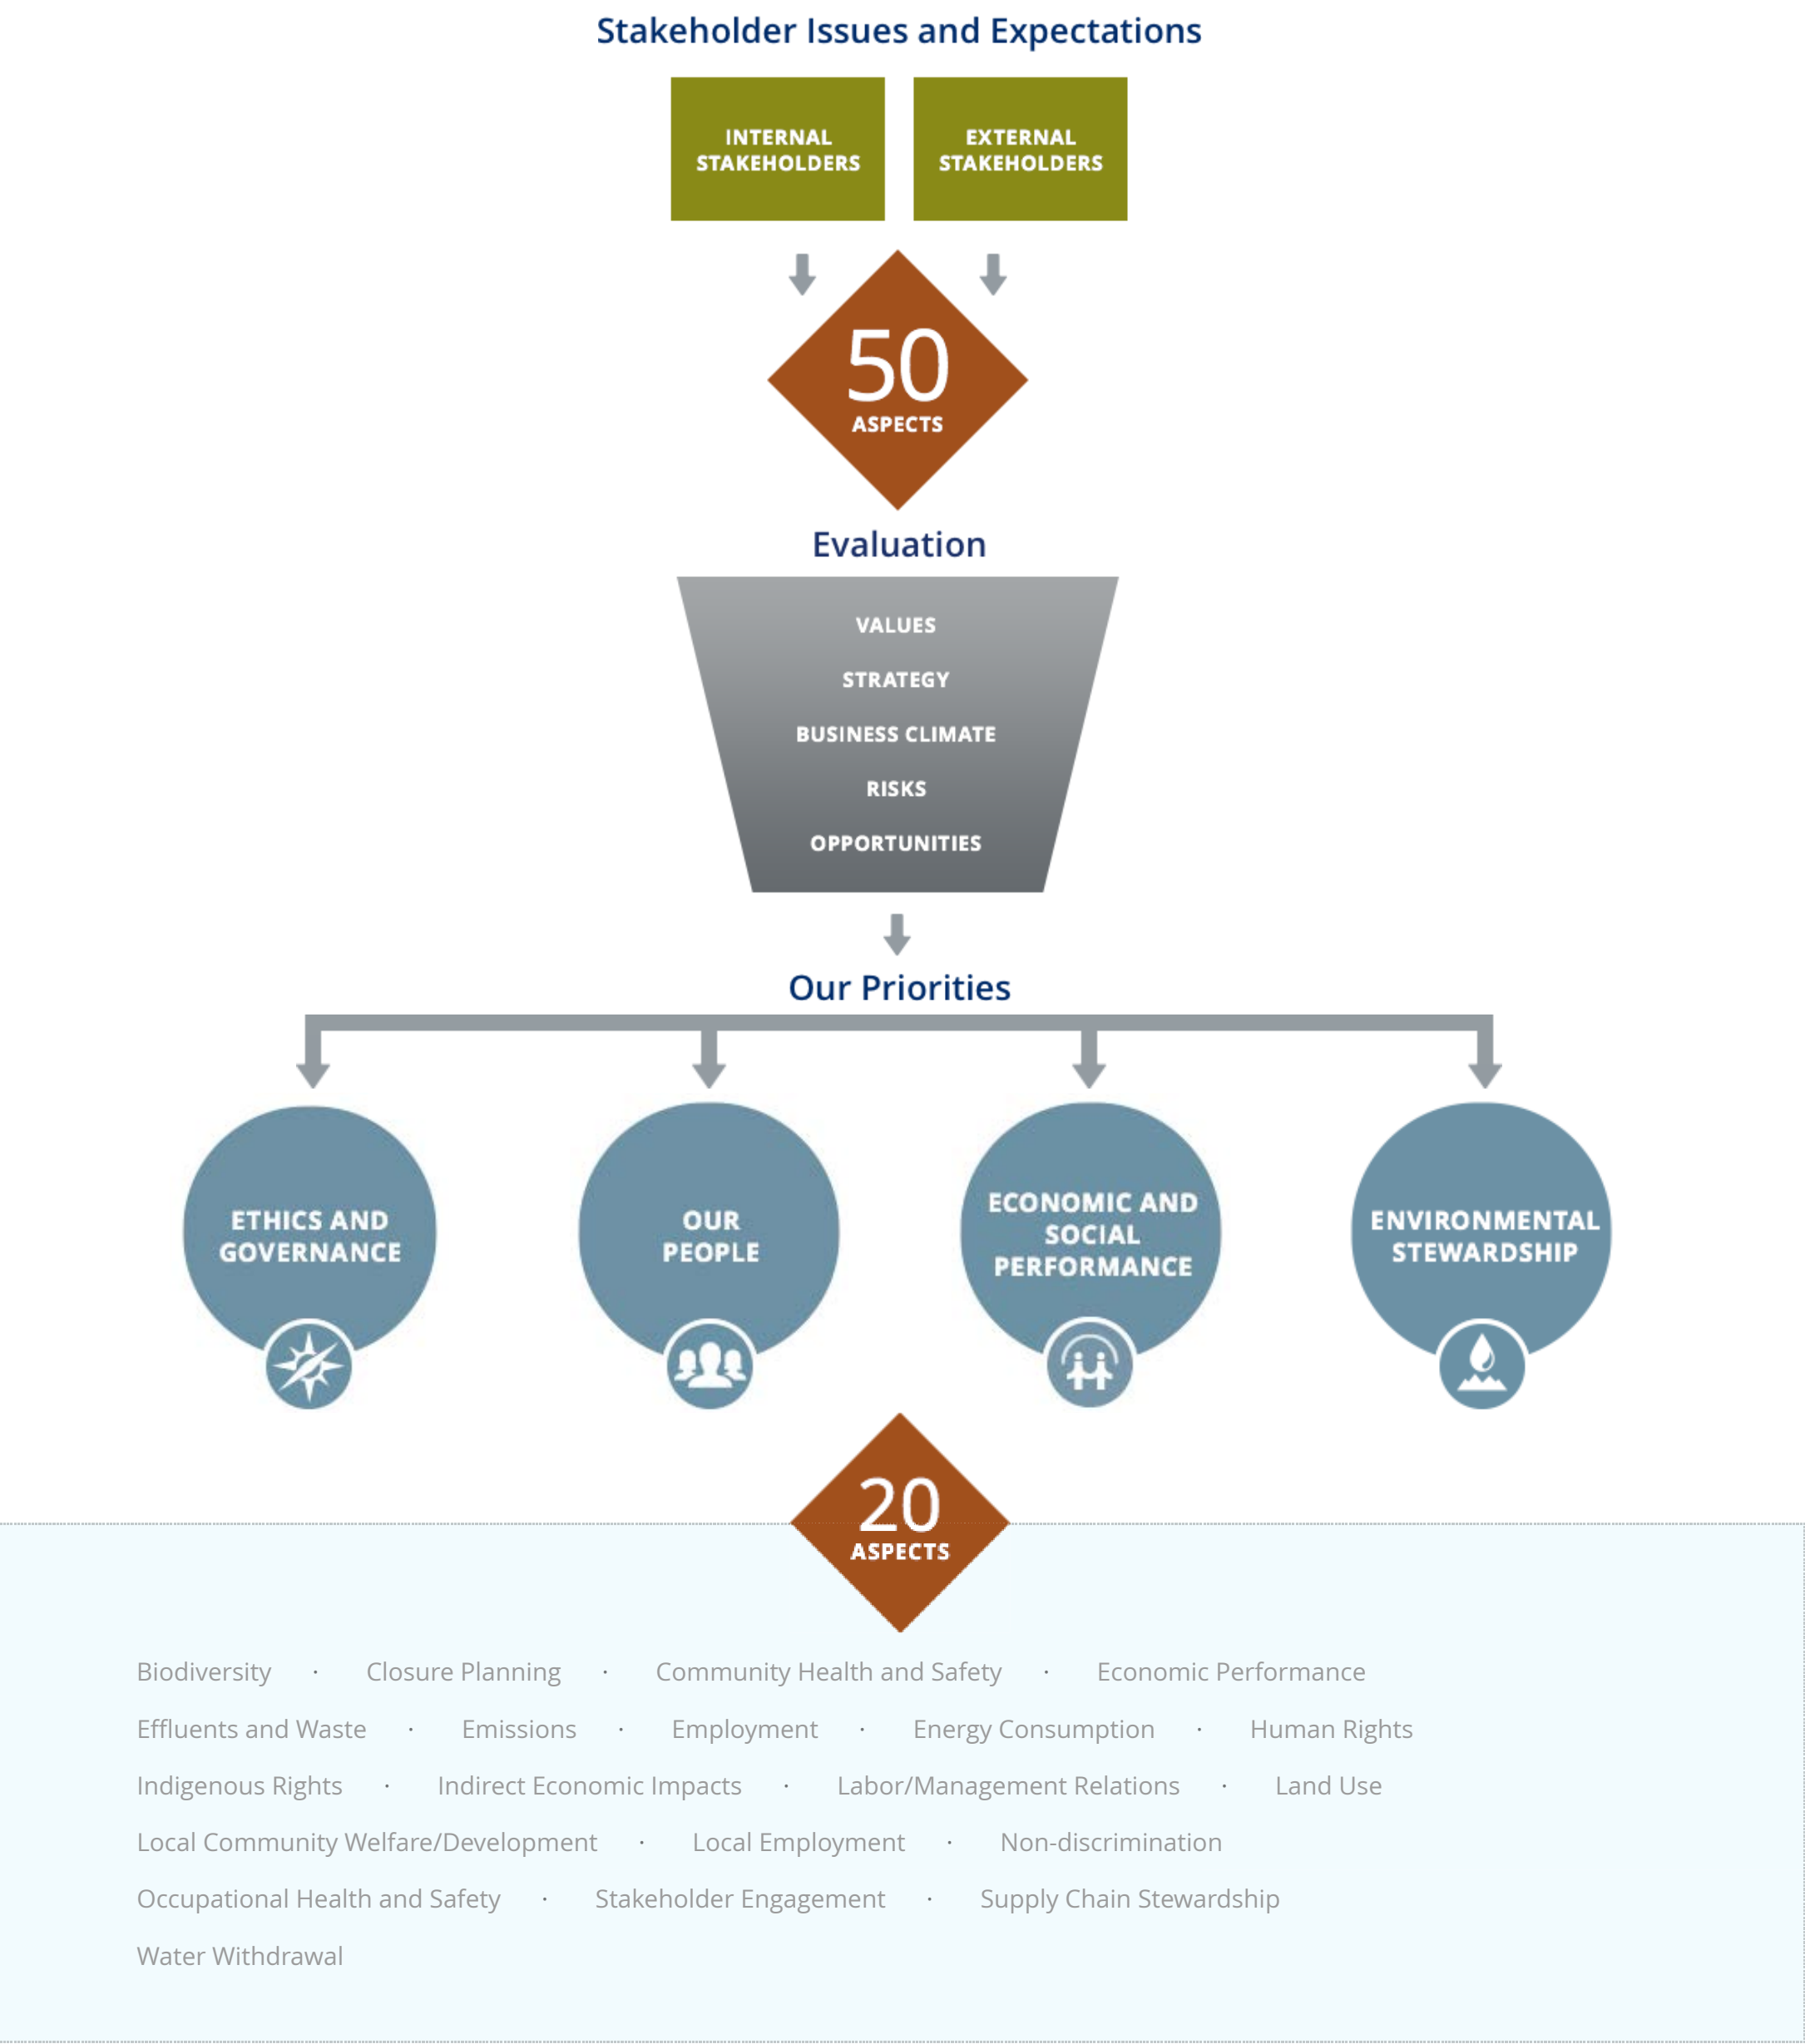 Stakeholder Issues and Expectations
INTERNAL
STAKEHOLDERS
EXTERNAL
STAKEHOLDERS
50
ASPECTS
Evaluation
VALUES
STRATEGY
BUSINESS CLIMATE
RISKS
OPPORTUNITIES
Our Priorities
ETHICS AND
GOVERNANCE
OUR
PEOPLE
ECONOMIC AND
SOCIAL
PERFORMANCE
ENVIRONMENTAL
STEWARDSHIP
20
ASPECTS
Biodiversity · Closure Planning · Community Health and Safety · Economic Performance
Effluents and Waste · Emissions · Employment · Energy Consumption · Human Rights
Indigenous Rights · Indirect Economic Impacts · Labor/Management Relations · Land Use
Local Community Welfare/Development · Local Employment · Non-discrimination
Occupational Health and Safety · Stakeholder Engagement · Supply Chain Stewardship
Water Withdrawal